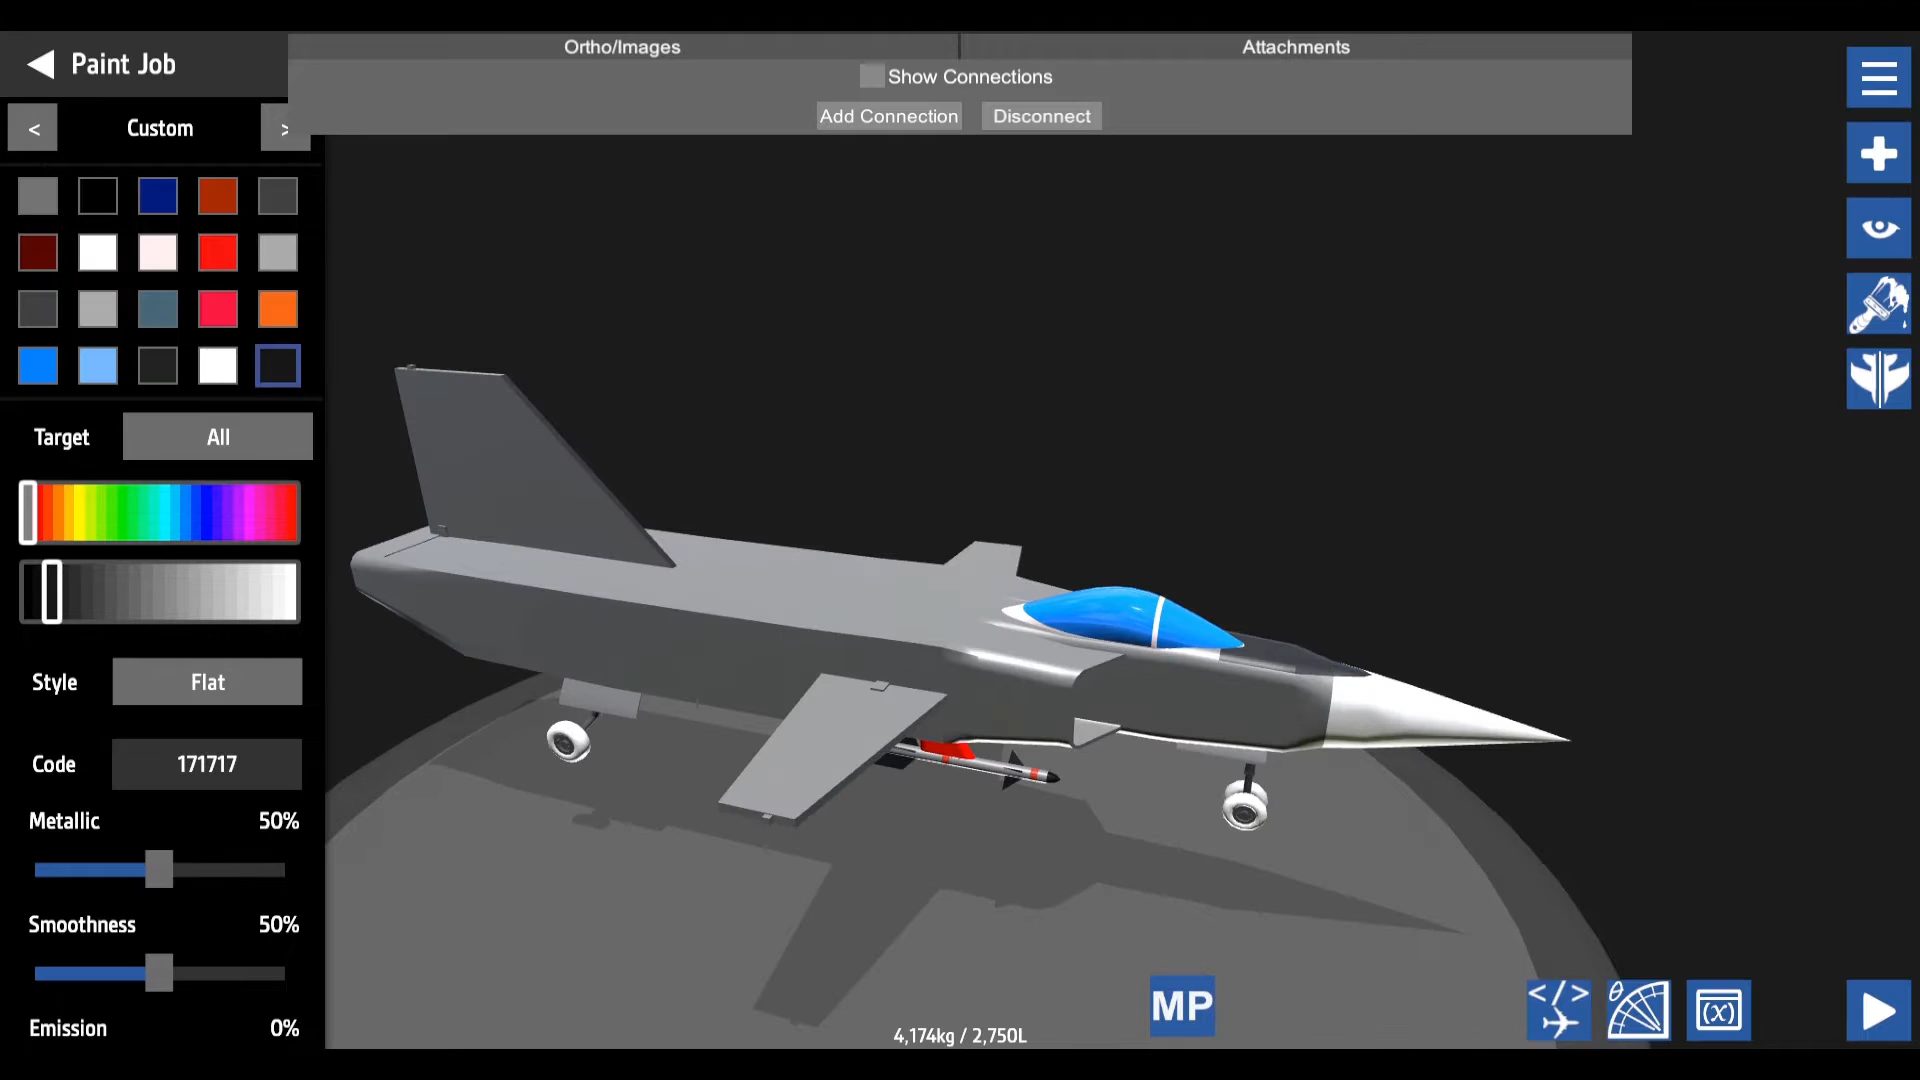 Paint Job
Ortho/Images
Attachments
Show Connections
Add Connection
Disconnect
<
Custom
>
Target
All
Style
Flat
Code
171717
Metallic
50%
Smoothness
50%
Emission
0%
MP
4,174kg / 2,750L
</>
θ
(x)